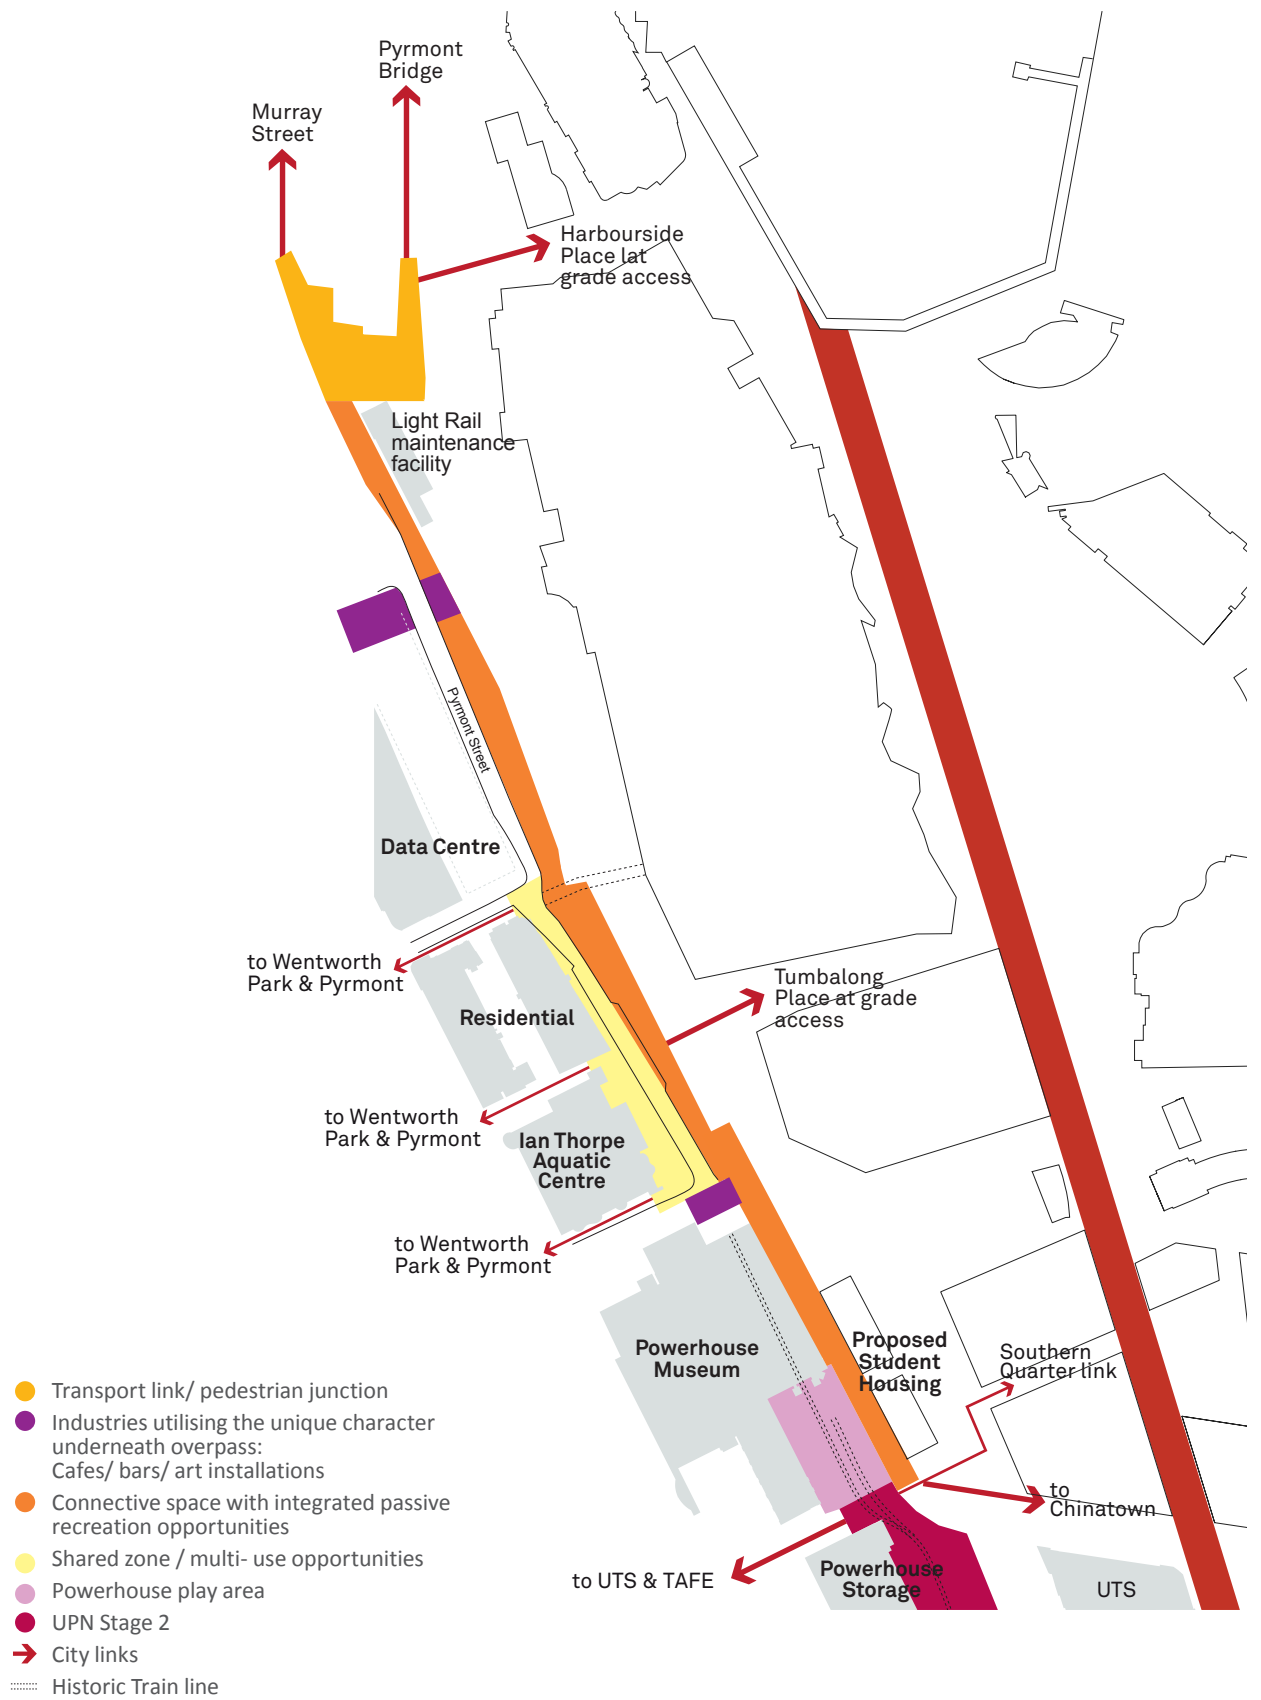 Pyrmont
Bridge
Murray
Street
Harbourside
Place lat
grade access
Light Rail
maintenance
facility
Pyrmont Street
Data Centre
to Wentworth
Park & Pyrmont
Tumbalong
Place at grade
access
Residential
to Wentworth
Park & Pyrmont
Ian Thorpe
Aquatic
Centre
to Wentworth
Park & Pyrmont
Powerhouse
Museum
Proposed
Student
Housing
Southern
Quarter link
to
Chinatown
to UTS & TAFE
Powerhouse
Storage
UTS
Transport link/ pedestrian junction
Industries utilising the unique character
underneath overpass:
Cafes/ bars/ art installations
Connective space with integrated passive
recreation opportunities
Shared zone / multi- use opportunities
Powerhouse play area
UPN Stage 2
City links
Historic Train line